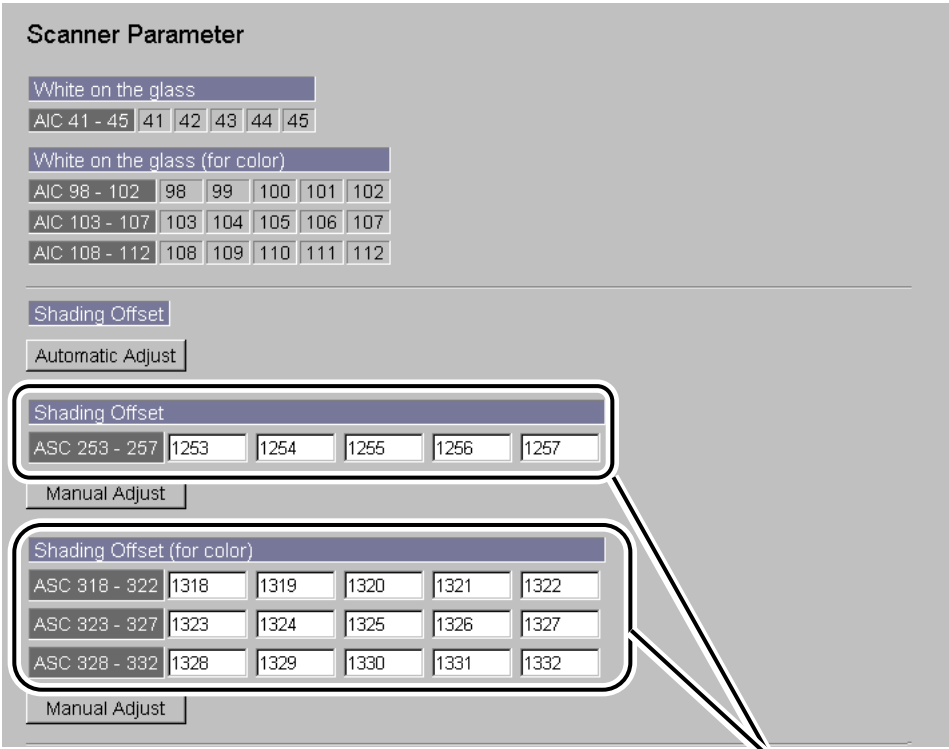 Scanner Parameter
White on the glass
AIC 41 - 45 41 42 43 44 45
White on the glass (for color)
AIC 98 - 102 98 99 100 101 102
AIC 103 - 107 103 104 105 106 107
AIC 108 - 112 108 109 110 111 112
Shading Offset
Automatic Adjust
Shading Offset
ASC 253 - 257 1253 1254 1255 1256 1257
Manual Adjust
Shading Offset (for color)
ASC 318 - 322 1318 1319 1320 1321 1322
ASC 323 - 327 1323 1324 1325 1326 1327
ASC 328 - 332 1328 1329 1330 1331 1332
Manual Adjust